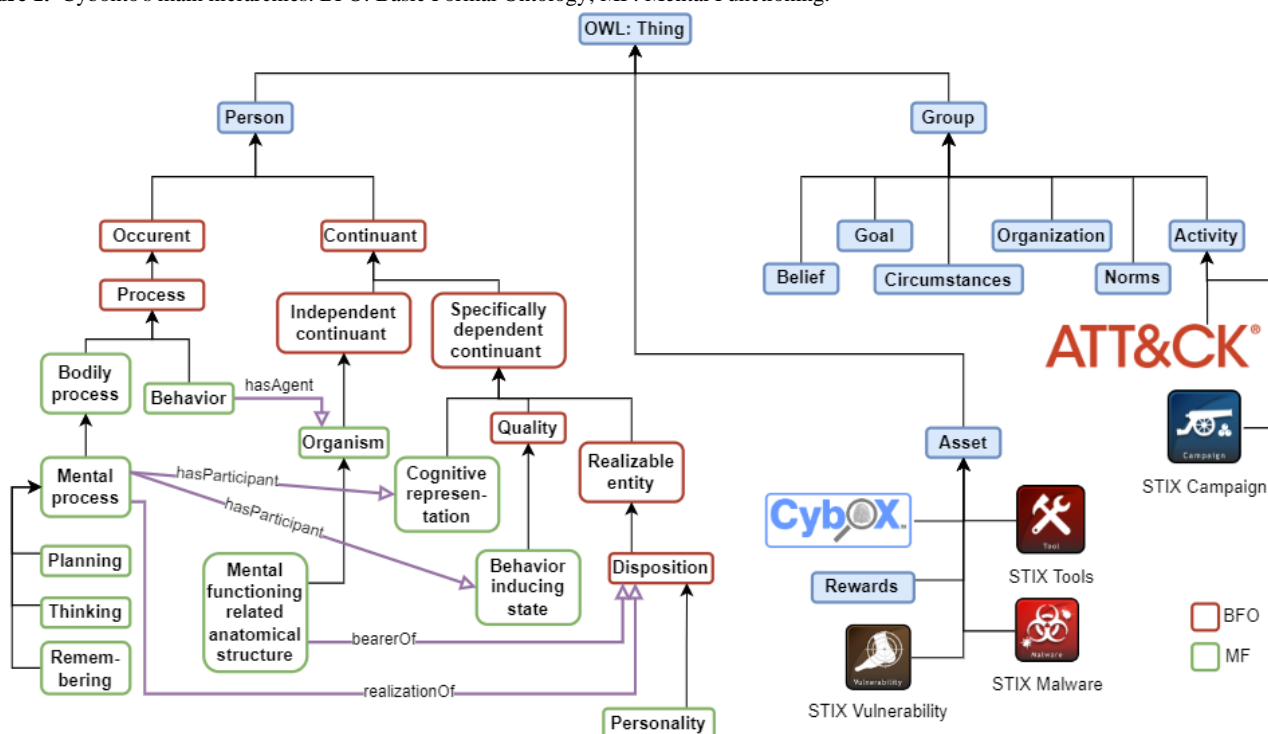 OWL: Thing
Person
Group
Occurent
Continuant
Goal
Organization
Activity
Belief
Circumstances
Norms
Process
Independent
continuant
Specifically
dependent
continuant
ATT&CK®
Bodily
process
Behavior
hasAgent
Organism
Quality
Asset
Campaign
STIX Campaign
Mental
process
hasParticipant
hasParticipant
Cognitive
represen-
tation
Realizable
entity
CybOX™
Tool
STIX Tools
Planning
Thinking
Remem-
bering
Mental
functioning
related
anatomical
structure
Behavior
inducing
state
Disposition
Rewards
bearerOf
realizationOf
Personality
Vulnerability
STIX Vulnerability
Malware
STIX Malware
BFO
MF